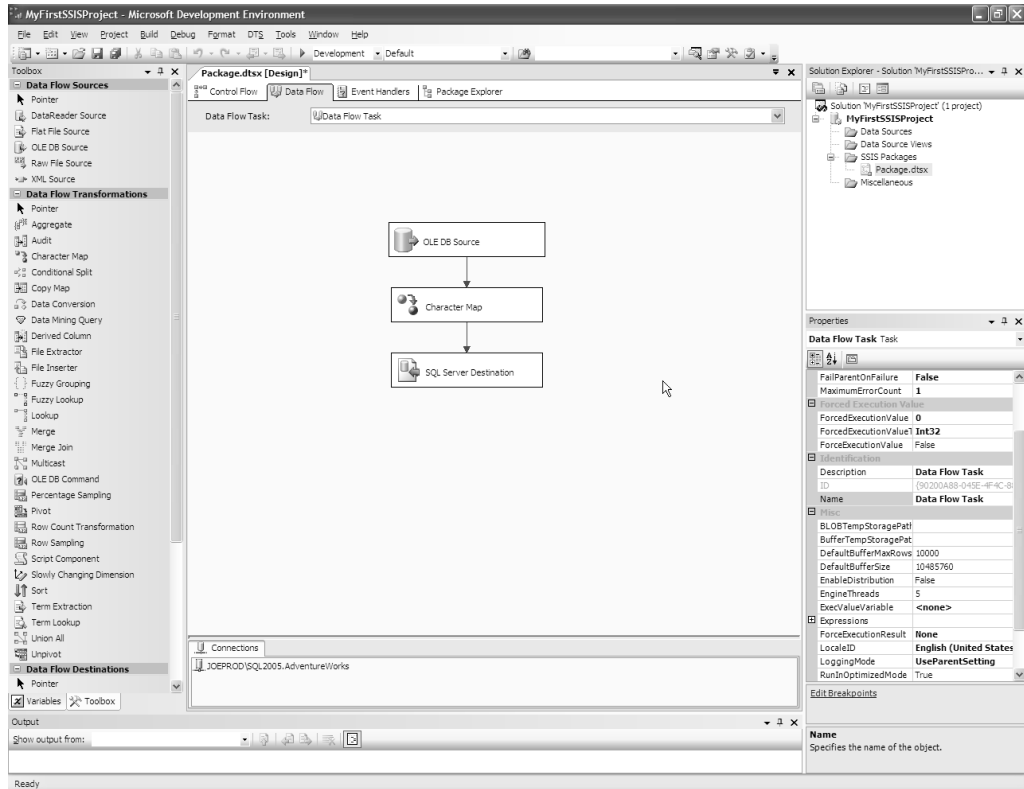 MyFirstSSISProject - Microsoft Development Environment
File Edit View Project Build Debug Format DTS Tools Window Help
Development Default
Toolbox
Data Flow Sources
Pointer
DataReader Source
Flat File Source
OLE DB Source
Raw File Source
XML Source
Data Flow Transformations
Pointer
Aggregate
Audit
Character Map
Conditional Split
Copy Map
Data Conversion
Data Mining Query
Derived Column
File Extractor
File Inserter
Fuzzy Grouping
Fuzzy Lookup
Lookup
Merge
Merge Join
Multicast
OLE DB Command
Percentage Sampling
Pivot
Row Count Transformation
Row Sampling
Script Component
Slowly Changing Dimension
Sort
Term Extraction
Term Lookup
Union All
Unpivot
Data Flow Destinations
Pointer
Variables Toolbox
Package.dtsx [Design]*
Control Flow Data Flow Event Handlers Package Explorer
Data Flow Task: Data Flow Task
OLE DB Source
Character Map
SQL Server Destination
Connections
JOEPROD\SQL2005.AdventureWorks
Solution Explorer - Solution 'MyFirstSSISPro...
Solution 'MyFirstSSISProject' (1 project)
MyFirstSSISProject
Data Sources
Data Source Views
SSIS Packages
Package.dtsx
Miscellaneous
Properties
Data Flow Task Task
FailParentOnFailure False
MaximumErrorCount 1
Forced Execution Value
ForcedExecutionValue 0
ForcedExecutionValueT Int32
ForceExecutionValue False
Identification
Description Data Flow Task
ID {90200A88-045E-4F4C-8
Name Data Flow Task
Misc
BLOBTempStoragePath
BufferTempStoragePat
DefaultBufferMaxRows 10000
DefaultBufferSize 10485760
EnableDistribution False
EngineThreads 5
ExecValueVariable <none>
Expressions
ForceExecutionResult None
LocaleID English (United States
LoggingMode UseParentSetting
RunInOptimizedMode True
Edit Breakpoints
Name
Specifies the name of the object.
Output
Show output from:
Ready